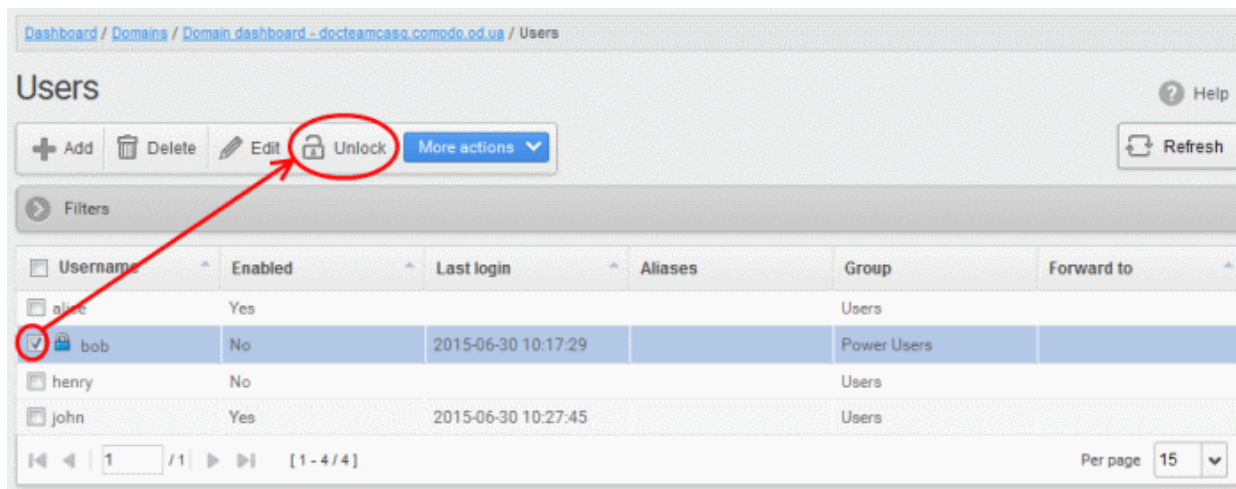 Dashboard / Domains / Domain dashboard - docteamcasg.comodo.od.ua / Users
Users
Help
Add Delete Edit Unlock More actions
Refresh
Filters
Username Enabled Last login Aliases Group Forward to
alice Yes Users
bob No 2015-06-30 10:17:29 Power Users
henry No Users
john Yes 2015-06-30 10:27:45 Users
1 /1 [1-4/4] Per page 15